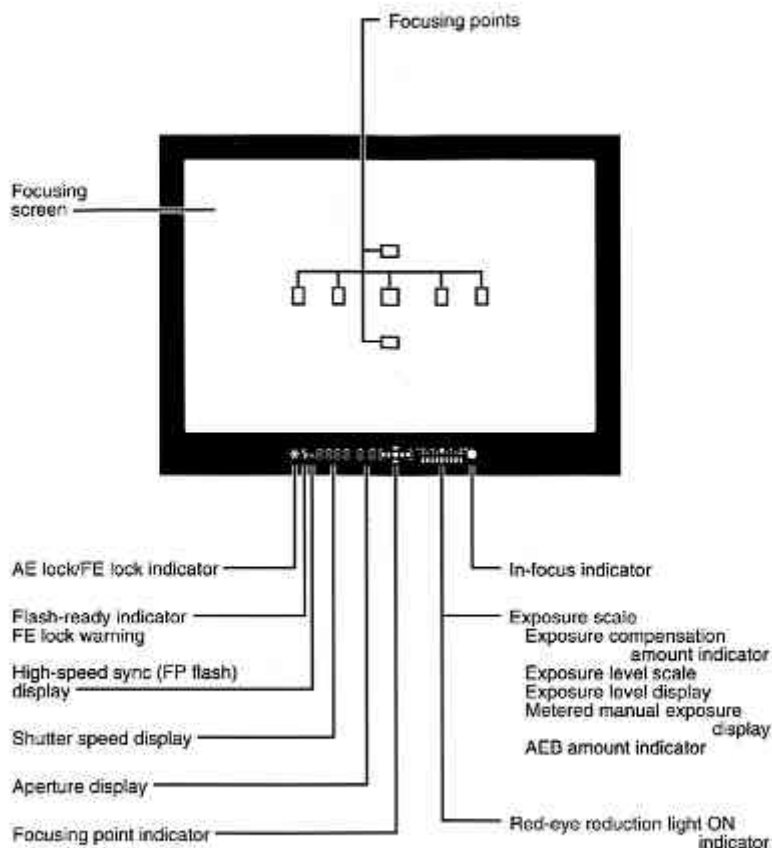 Focusing points
Focusing
screen
AE lock/FE lock indicator
Flash-ready indicator
FE lock warning
High-speed sync (FP flash)
display
Shutter speed display
Aperture display
Focusing point indicator
In-focus indicator
Exposure scale
Exposure compensation
amount indicator
Exposure level scale
Exposure level display
Metered manual exposure
display
AEB amount indicator
Red-eye reduction light ON
indicator